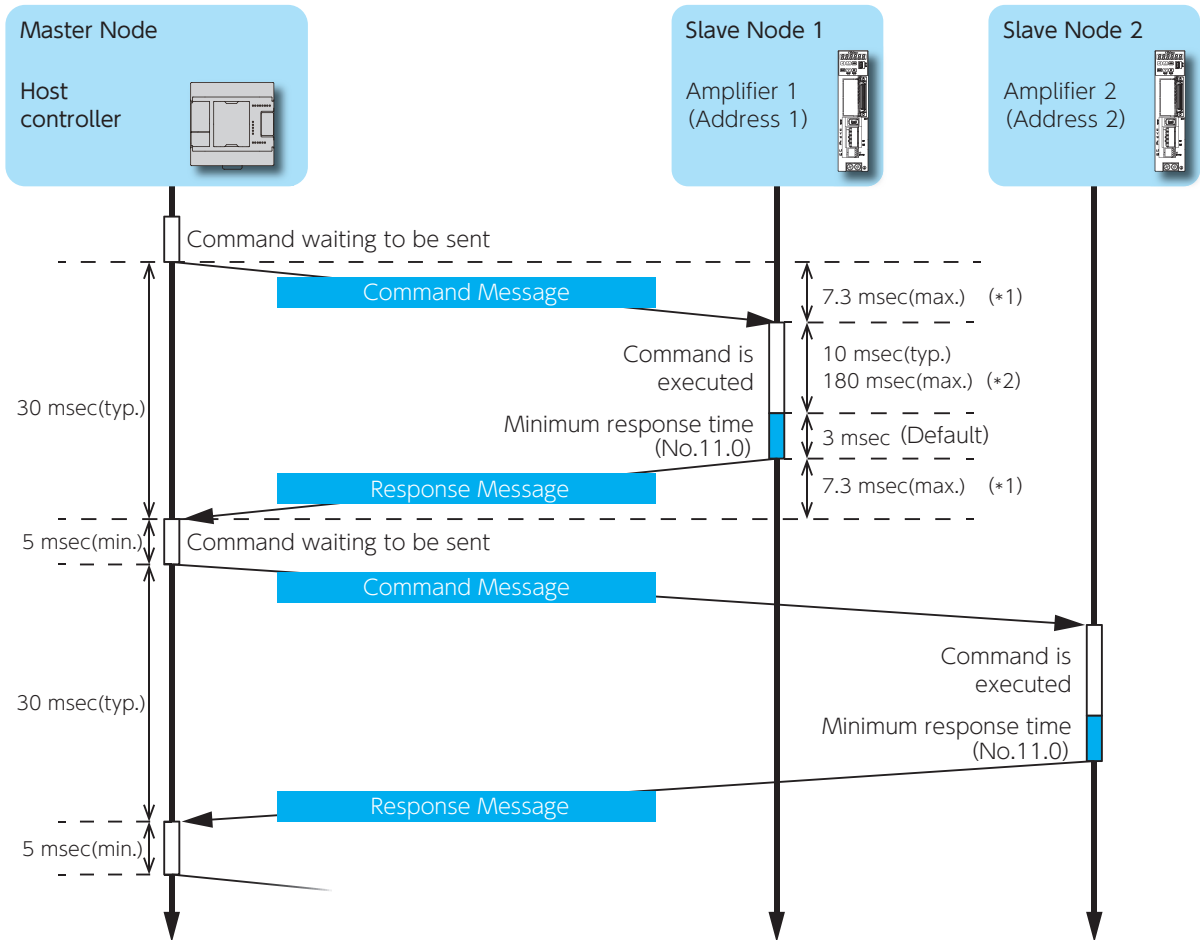 Master Node
Host
controller
Slave Node 1
Amplifier 1
(Address 1)
Slave Node 2
Amplifier 2
(Address 2)
Command waiting to be sent
Command Message
7.3 msec(max.) (*1)
Command is
executed
10 msec(typ.)
180 msec(max.) (*2)
30 msec(typ.)
Minimum response time
(No.11.0)
3 msec (Default)
Response Message
7.3 msec(max.) (*1)
5 msec(min.)
Command waiting to be sent
Command Message
Command is
executed
30 msec(typ.)
Minimum response time
(No.11.0)
Response Message
5 msec(min.)